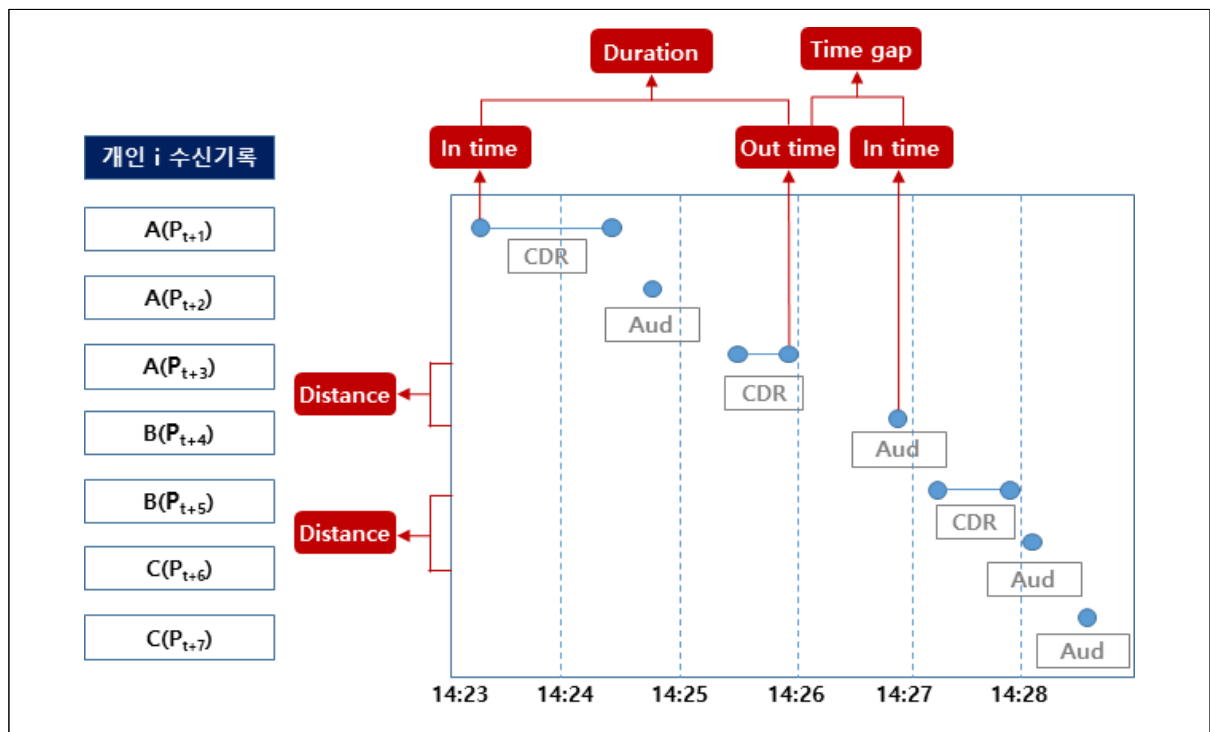 Duration
Time gap
In time
Out time
In time
개인 i 수신기록
A(Pt+1)
CDR
A(Pt+2)
Aud
A(Pt+3)
Distance
CDR
B(Pt+4)
Aud
B(Pt+5)
Distance
CDR
C(Pt+6)
Aud
C(Pt+7)
Aud
14:23 14:24 14:25 14:26 14:27 14:28